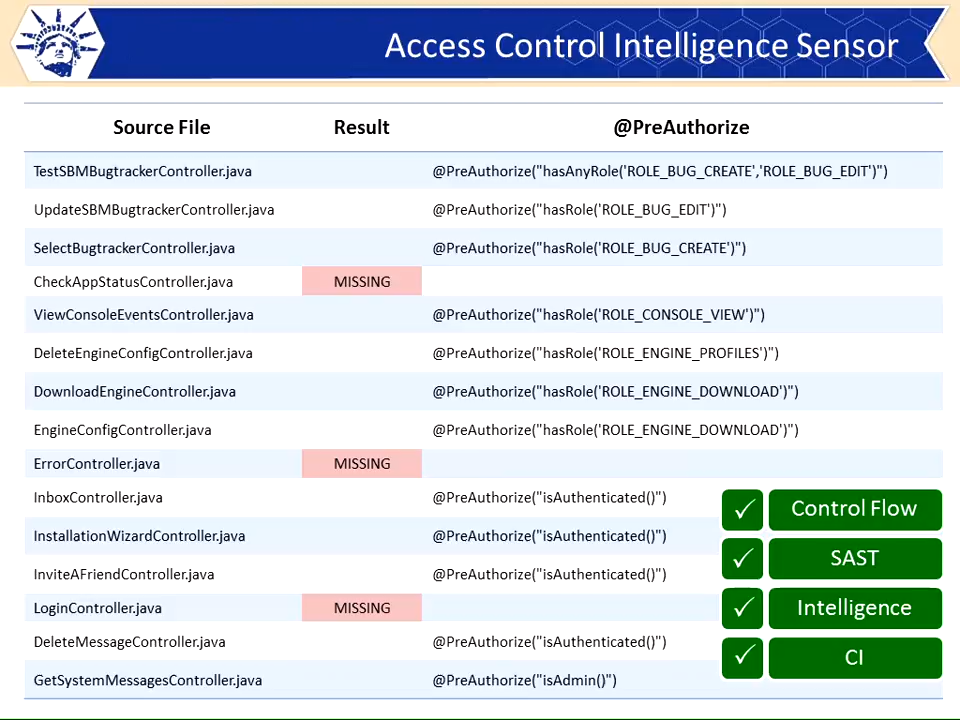 Access Control Intelligence Sensor
Source File Result @PreAuthorize
TestSBMBugtrackerController.java @PreAuthorize("hasAnyRole('ROLE_BUG_CREATE','ROLE_BUG_EDIT')")
UpdateSBMBugtrackerController.java @PreAuthorize("hasRole('ROLE_BUG_EDIT')")
SelectBugtrackerController.java @PreAuthorize("hasRole('ROLE_BUG_CREATE')")
CheckAppStatusController.java MISSING
ViewConsoleEventsController.java @PreAuthorize("hasRole('ROLE_CONSOLE_VIEW')")
DeleteEngineConfigController.java @PreAuthorize("hasRole('ROLE_ENGINE_PROFILES')")
DownloadEngineController.java @PreAuthorize("hasRole('ROLE_ENGINE_DOWNLOAD')")
EngineConfigController.java @PreAuthorize("hasRole('ROLE_ENGINE_DOWNLOAD')")
ErrorController.java MISSING
InboxController.java @PreAuthorize("isAuthenticated()")
InstallationWizardController.java @PreAuthorize("isAuthenticated()")
InviteAFriendController.java @PreAuthorize("isAuthenticated()")
LoginController.java MISSING
DeleteMessageController.java @PreAuthorize("isAuthenticated()")
GetSystemMessagesController.java @PreAuthorize("isAdmin()")
✓ Control Flow
✓ SAST
✓ Intelligence
✓ CI